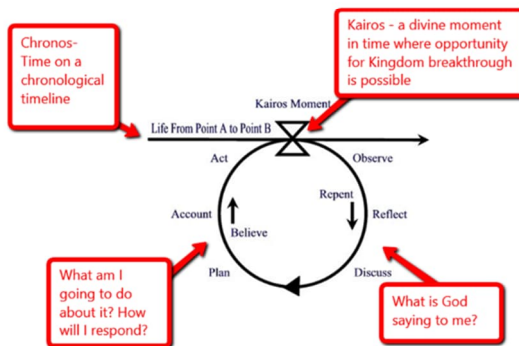 Chronos-
Time on a
chronological
timeline
Kairos - a divine moment
in time where opportunity
for Kingdom breakthrough
is possible
Kairos Moment
Life From Point A to Point B
Act
Observe
Repent
Account
Reflect
Believe
Plan
Discuss
What am I
going to do
about it? How
will I respond?
What is God
saying to me?